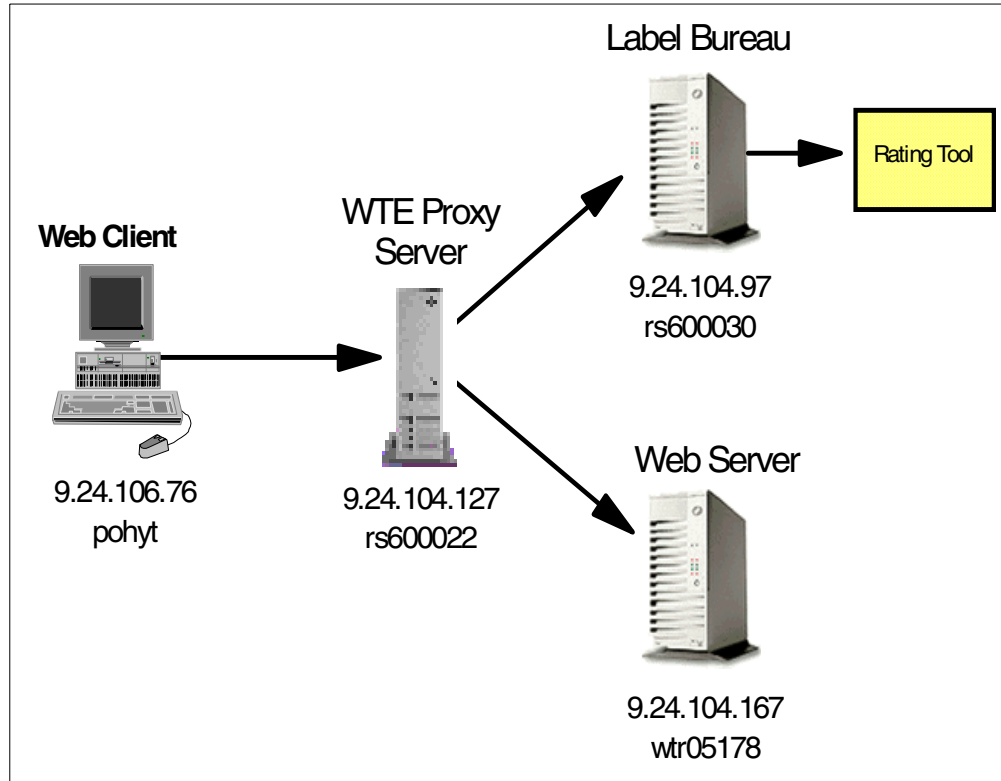 Label Bureau
Rating Tool
WTE Proxy
Server
Web Client
9.24.104.97
rs600030
9.24.106.76
pohyt
9.24.104.127
rs600022
Web Server
9.24.104.167
wtr05178